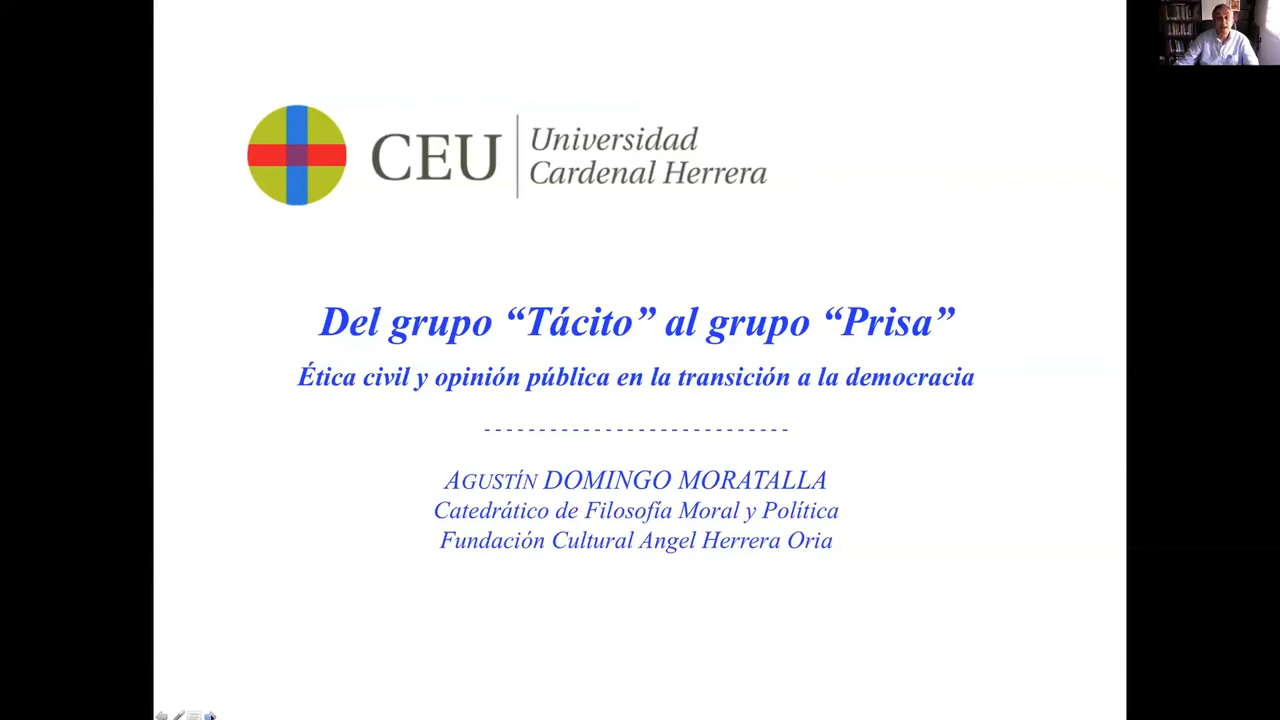 CEU
Universidad
Cardenal Herrera
Del grupo “Tácito” al grupo “Prisa”
Ética civil y opinión pública en la transición a la democracia
- - - - - - - - - - - - - - - - - - - - - - - - - - - -
AGUSTÍN DOMINGO MORATALLA
Catedrático de Filosofía Moral y Política
Fundación Cultural Angel Herrera Oria